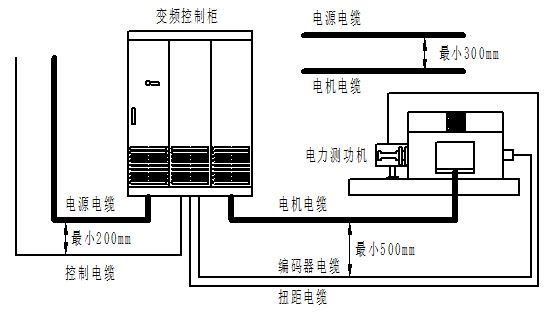 变频控制柜
电源电缆
最小300mm
电机电缆
电力测功机
电源电缆
电机电缆
最小200mm
最小500mm
控制电缆
编码器电缆
扭距电缆